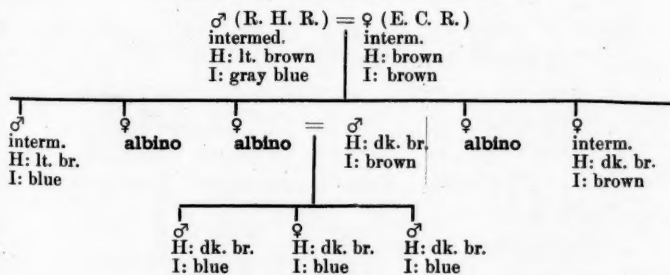 ♂ (R. H. R.) = ♀ (E. C. R.)
intermed. interm.
H: lt. brown H: brown
I: gray blue I: brown
♂ ♀ ♀ = ♂ ♀ ♀
interm. albino albino H: dk. br. albino interm.
H: lt. br. I: brown H: dk. br.
I: blue I: brown
♂ ♀ ♂
H: dk. br. H: dk. br. H: dk. br.
I: blue I: blue I: blue